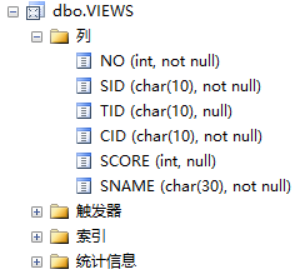 dbo.VIEWS
列
NO (int, not null)
SID (char(10), not null)
TID (char(10), null)
CID (char(10), not null)
SCORE (int, null)
SNAME (char(30), not null)
触发器
索引
统计信息